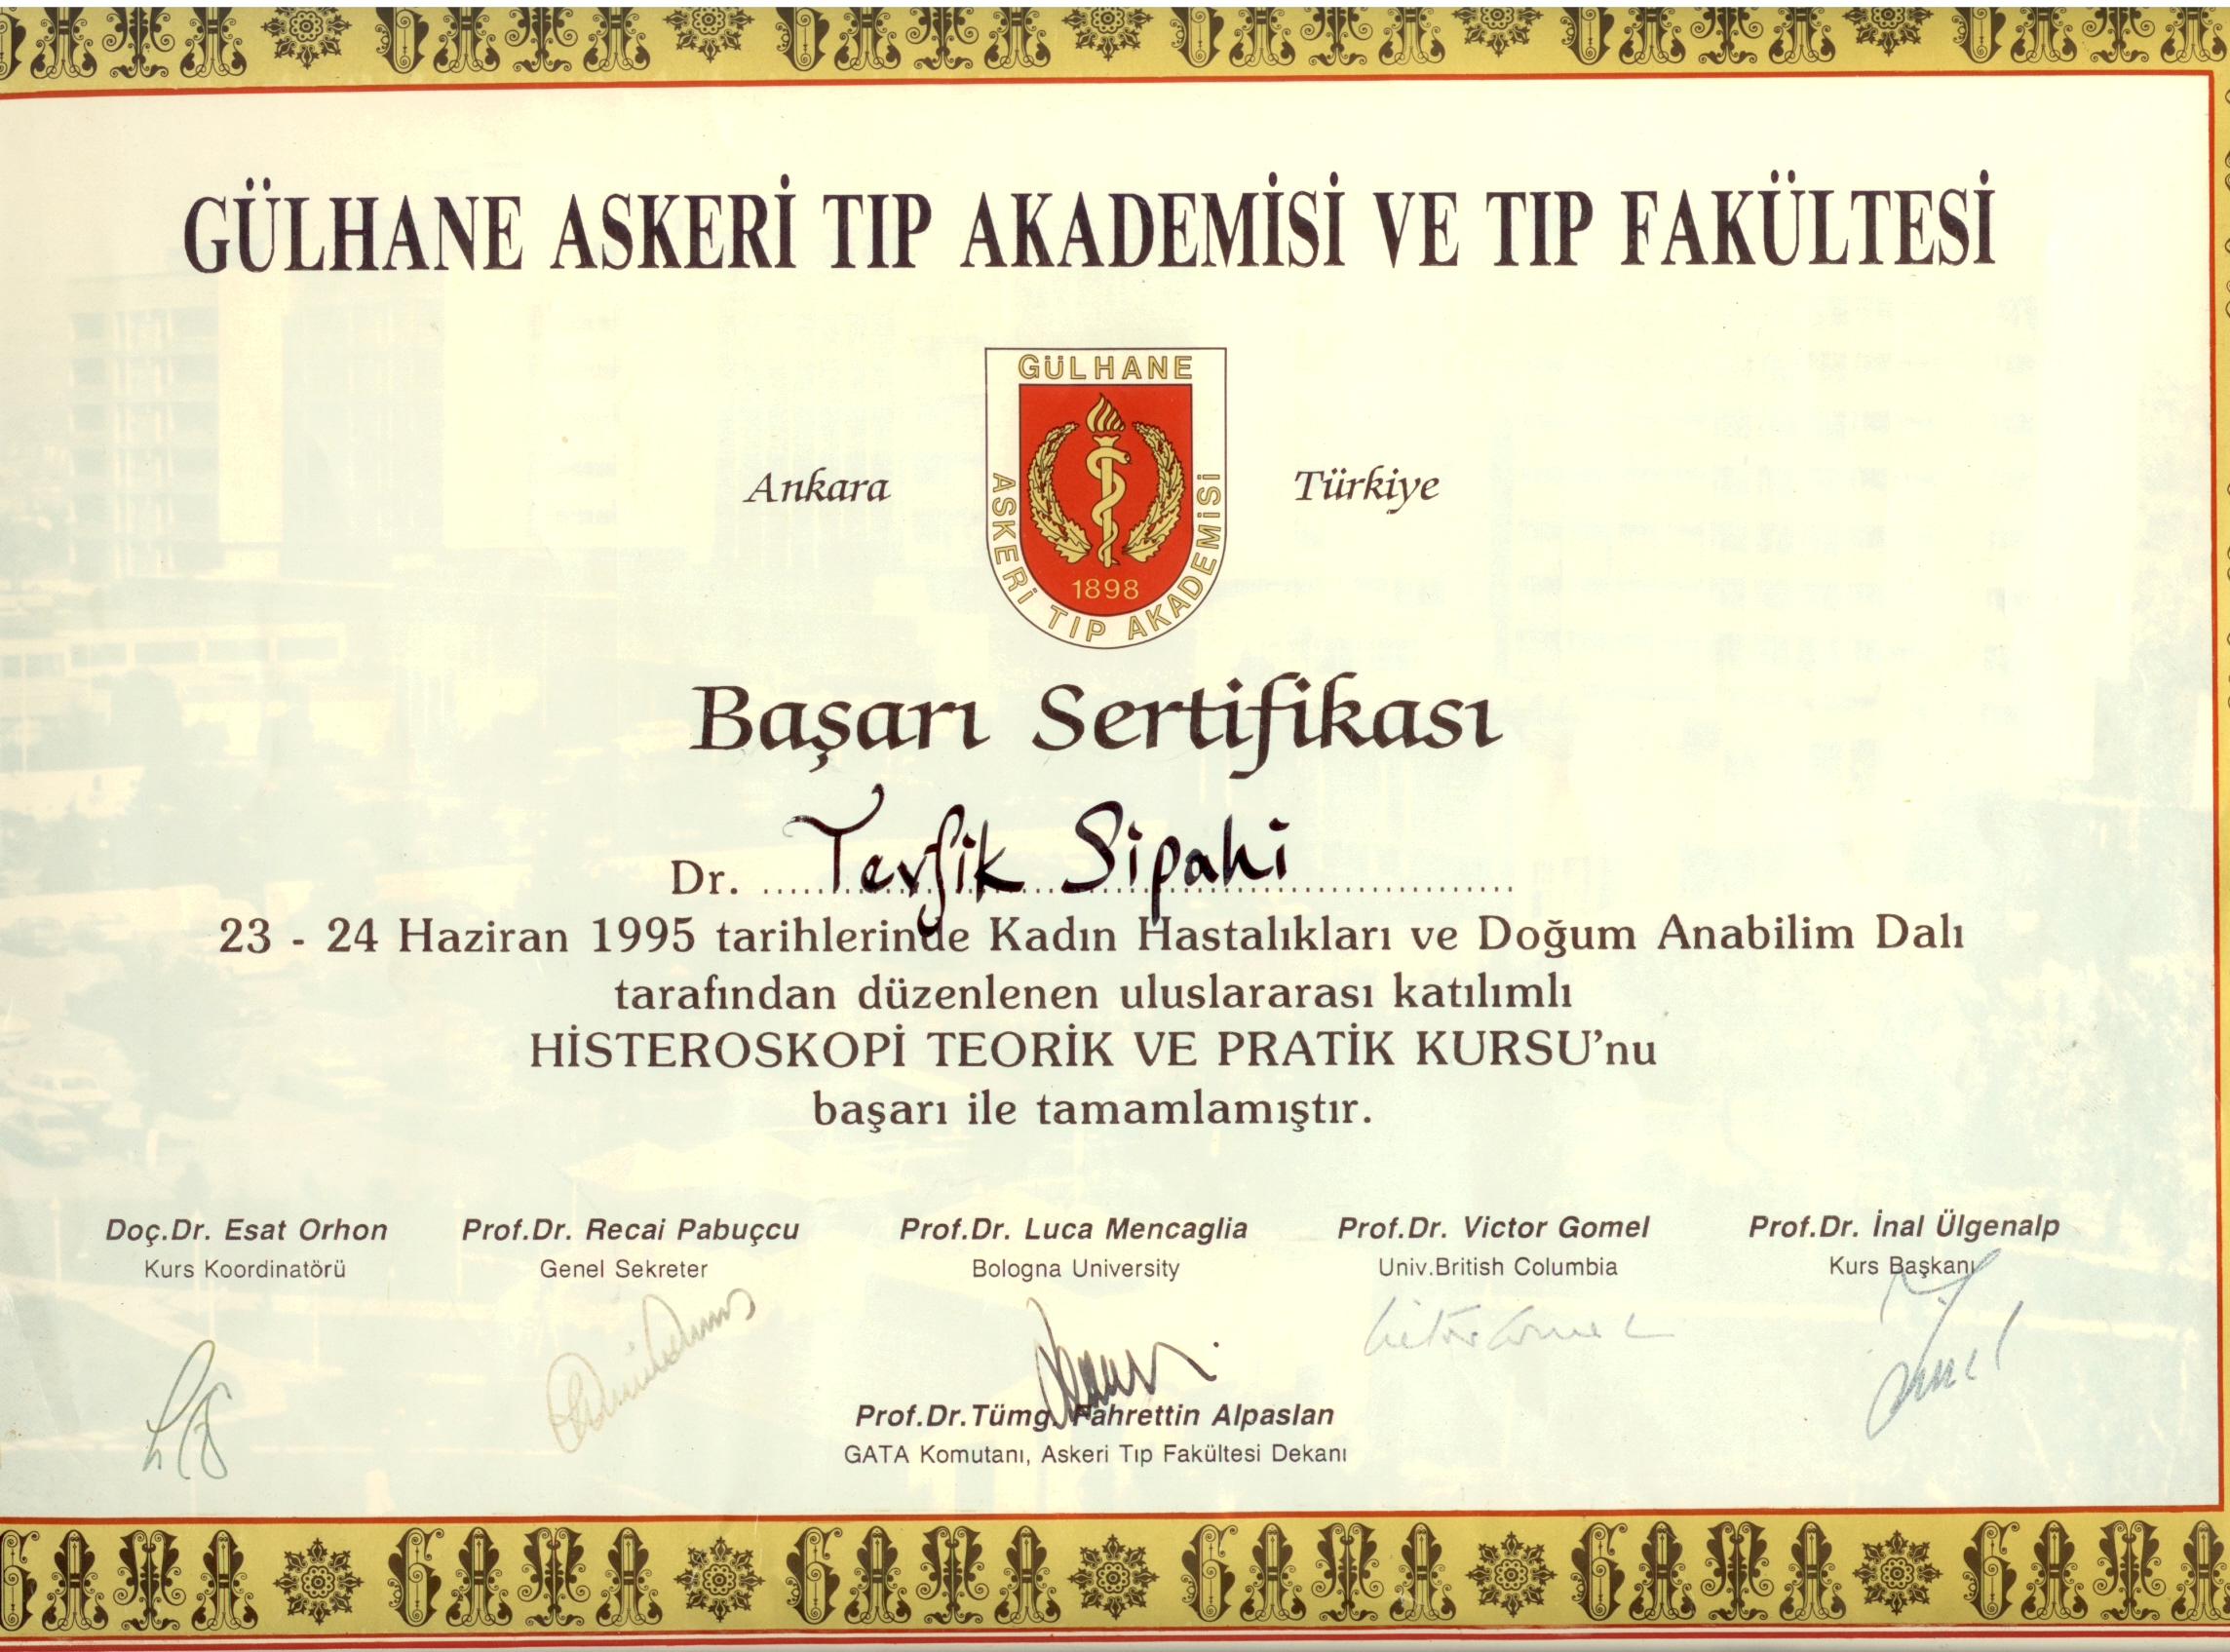 GÜLHANE ASKERİ TIP AKADEMİSİ VE TIP FAKÜLTESİ
Ankara
GÜLHANE
ASKERİ TIP AKADEMİSİ
1898
Türkiye
Başarı Sertifikası
Dr. Tevfik Sipahi
23 - 24 Haziran 1995 tarihlerinde Kadın Hastalıkları ve Doğum Anabilim Dalı
tarafından düzenlenen uluslararası katılımlı
HİSTEROSKOPİ TEORİK VE PRATİK KURSU'nu
başarı ile tamamlamıştır.
Doç.Dr. Esat Orhon
Kurs Koordinatörü
Prof.Dr. Recai Pabuçcu
Genel Sekreter
Prof.Dr. Luca Mencaglia
Bologna University
Prof.Dr. Victor Gomel
Univ.British Columbia
Prof.Dr. İnal Ülgenalp
Kurs Başkanı
Prof.Dr.Tümg. Fahrettin Alpaslan
GATA Komutanı, Askeri Tıp Fakültesi Dekanı